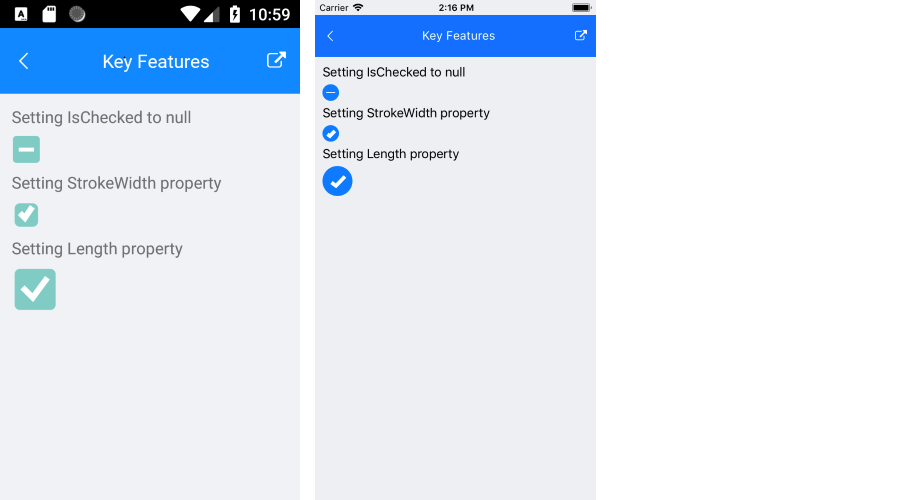 10:59
Key Features
Setting IsChecked to null
Setting StrokeWidth property
Setting Length property
Carrier 2:16 PM
Key Features
Setting IsChecked to null
Setting StrokeWidth property
Setting Length property